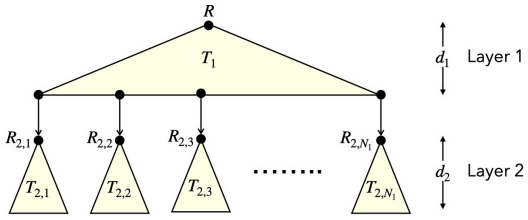 R
T₁
d₁ Layer 1
R₂,₁ R₂,₂ R₂,₃ ········ R₂,N₁
T₂,₁ T₂,₂ T₂,₃ T₂,N₁
d₂ Layer 2